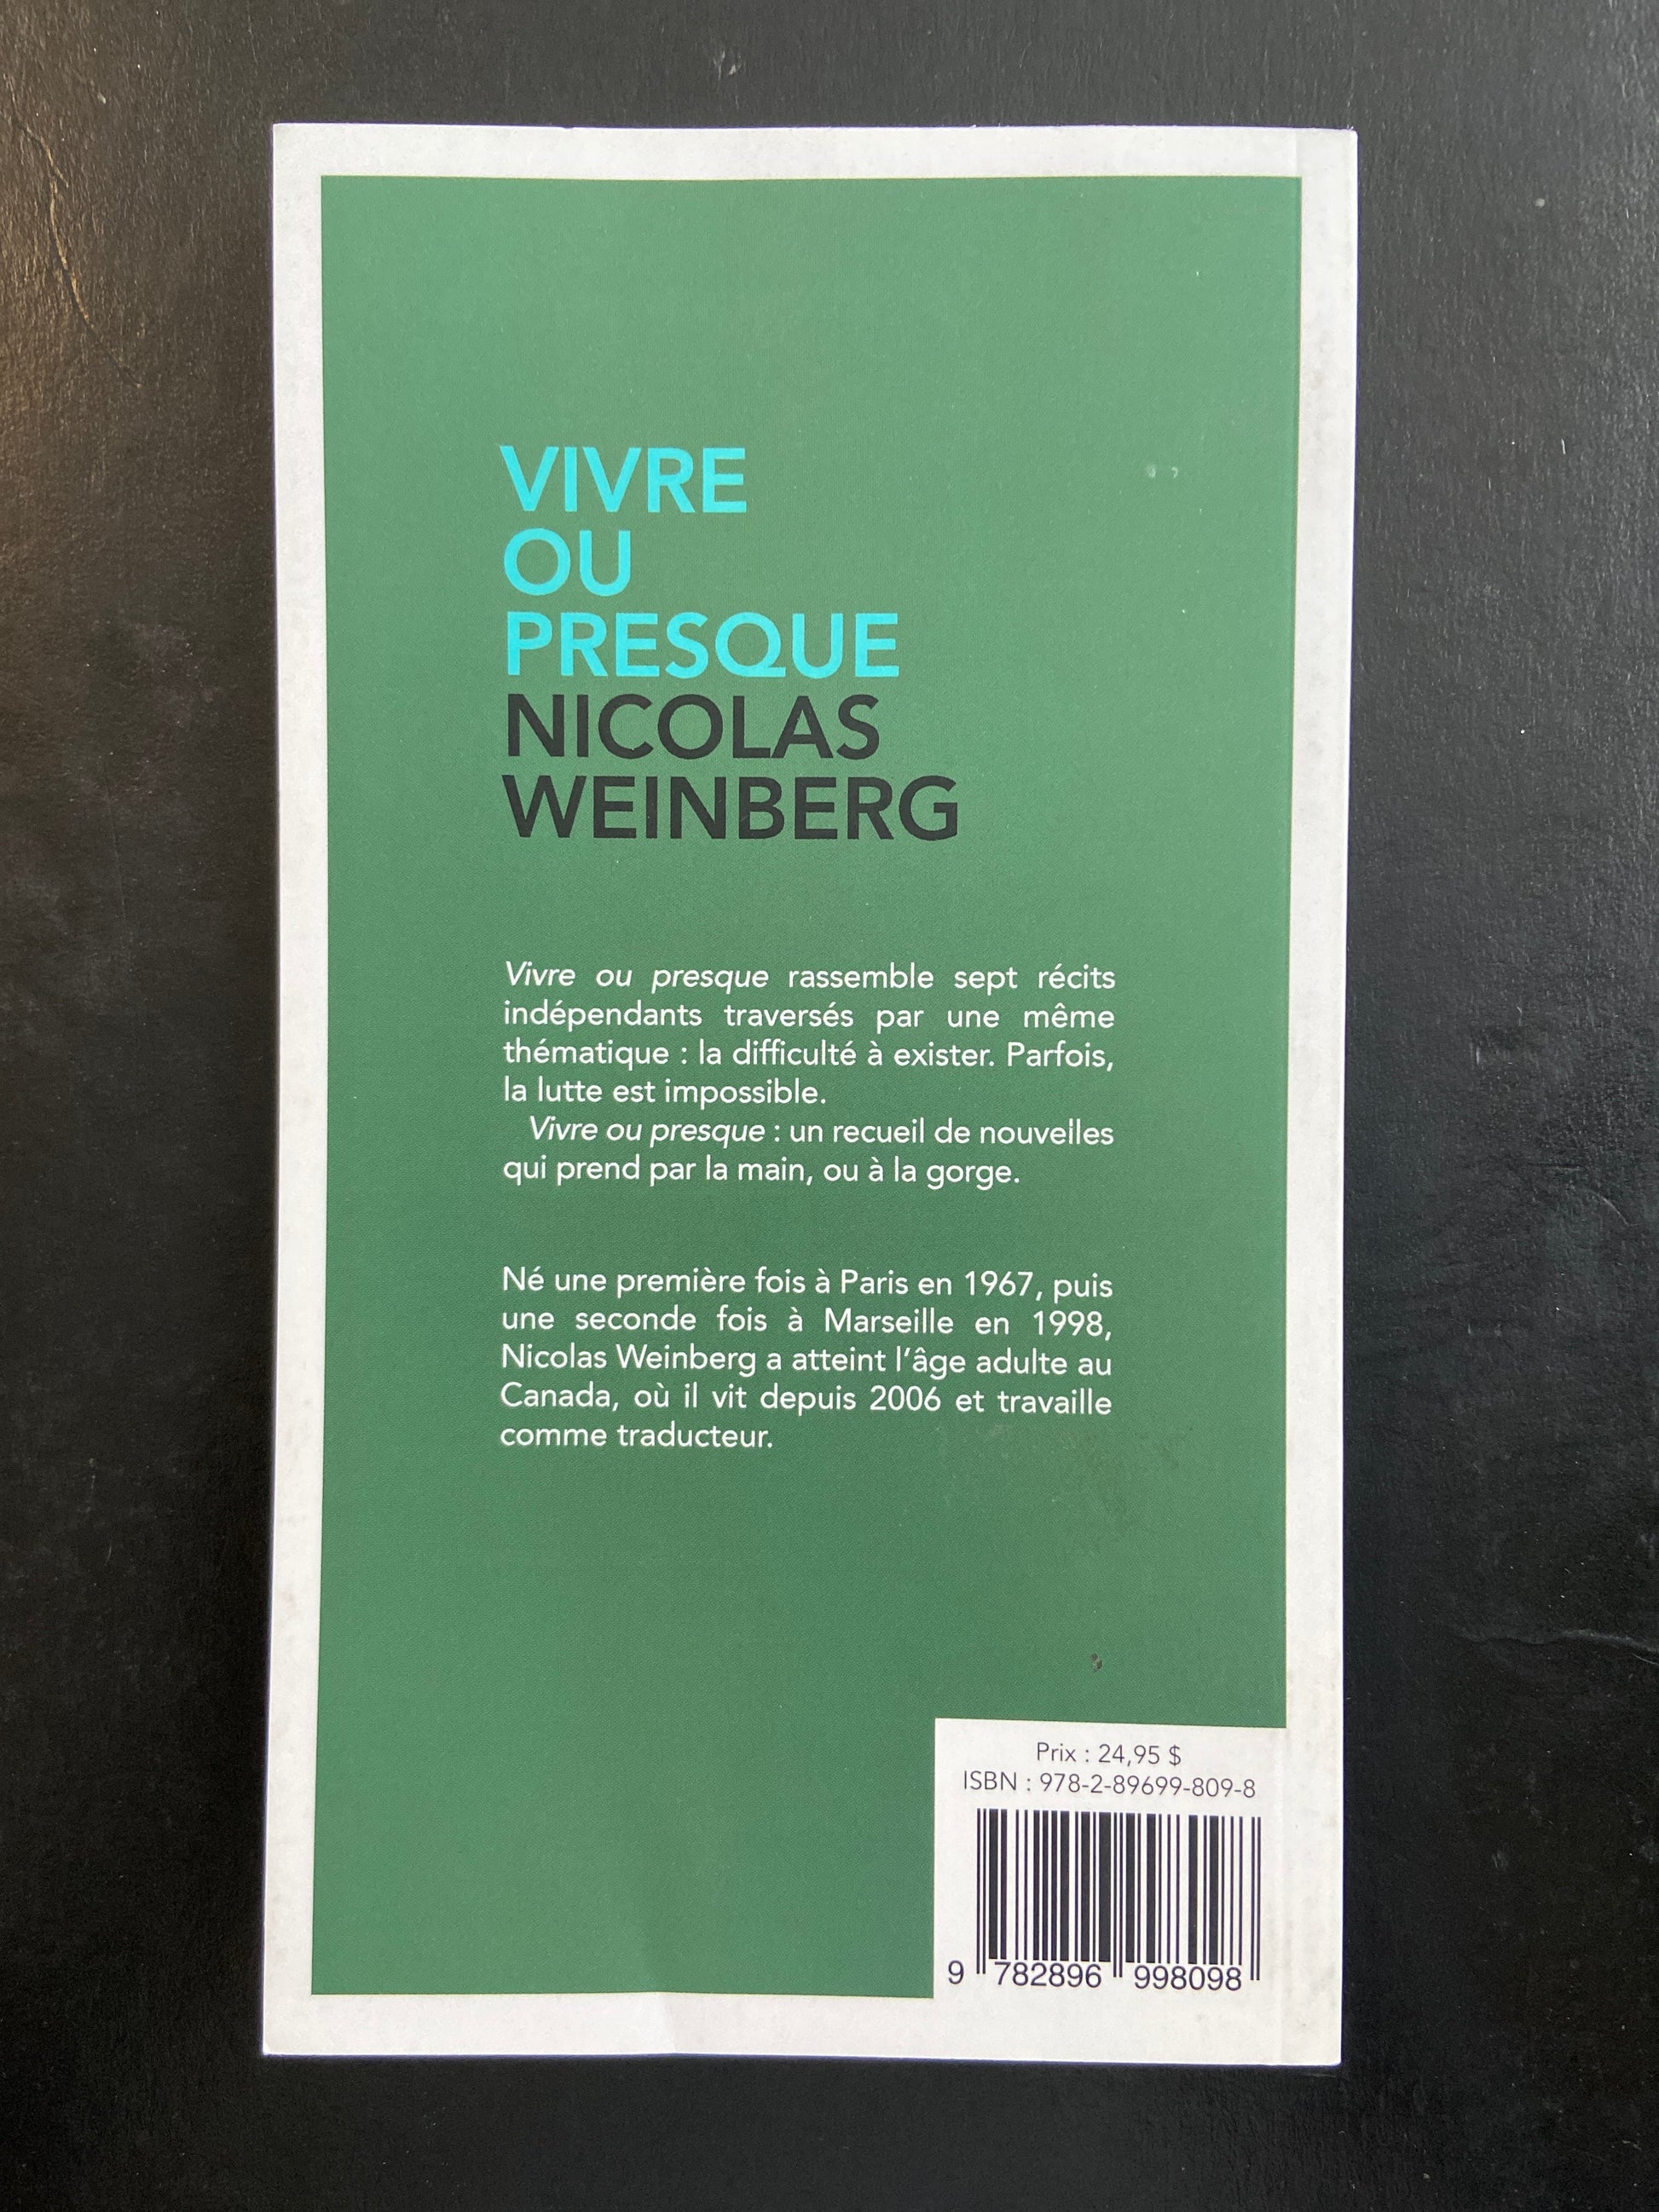 VIVRE
OU
PRESQUE
NICOLAS
WEINBERG
Vivre ou presque rassemble sept récits
indépendants traversés par une même
thématique : la difficulté à exister. Parfois,
la lutte est impossible.
Vivre ou presque : un recueil de nouvelles
qui prend par la main, ou à la gorge.
Né une première fois à Paris en 1967, puis
une seconde fois à Marseille en 1998,
Nicolas Weinberg a atteint l’âge adulte au
Canada, où il vit depuis 2006 et travaille
comme traducteur.
Prix : 24,95 $
ISBN : 978-2-89699-809-8
9 782896 998098